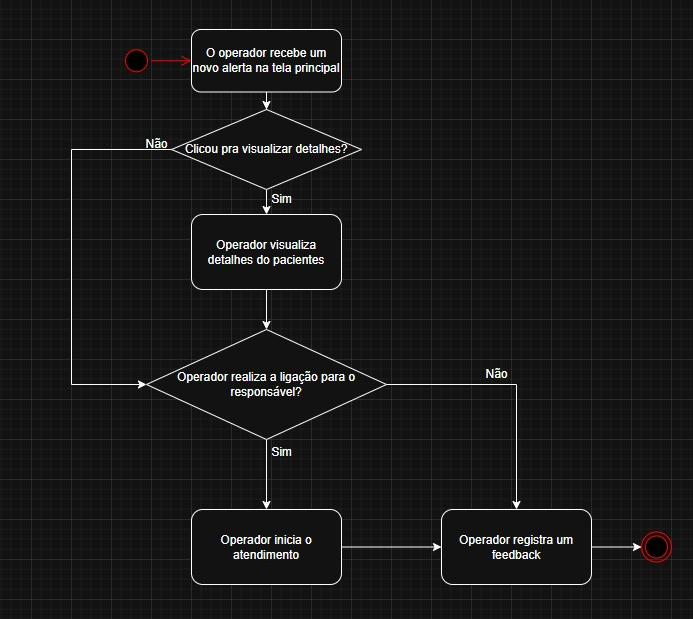 O operador recebe um
novo alerta na tela principal
Não
Clicou pra visualizar detalhes?
Sim
Operador visualiza
detalhes do pacientes
Operador realiza a ligação para o
responsável?
Não
Sim
Operador inicia o
atendimento
Operador registra um
feedback